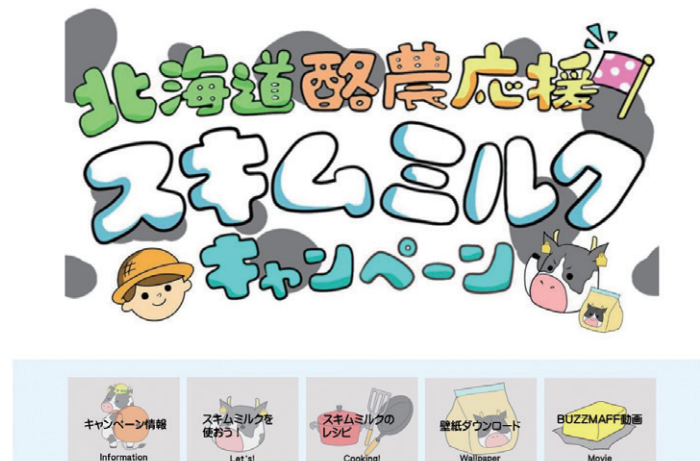 北海道酪農応援
スキムミルク
キャンペーン
キャンペーン情報
Information
スキムミルクを
使おう！
Let's!
スキムミルクの
レシピ
Cooking!
壁紙ダウンロード
Wallpaper
BUZZMAFF動画
Movie